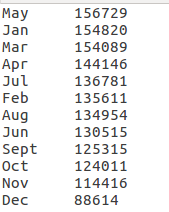 May 156729
Jan 154820
Mar 154089
Apr 144146
Jul 136781
Feb 135611
Aug 134954
Jun 130515
Sept 125315
Oct 124011
Nov 114416
Dec 88614